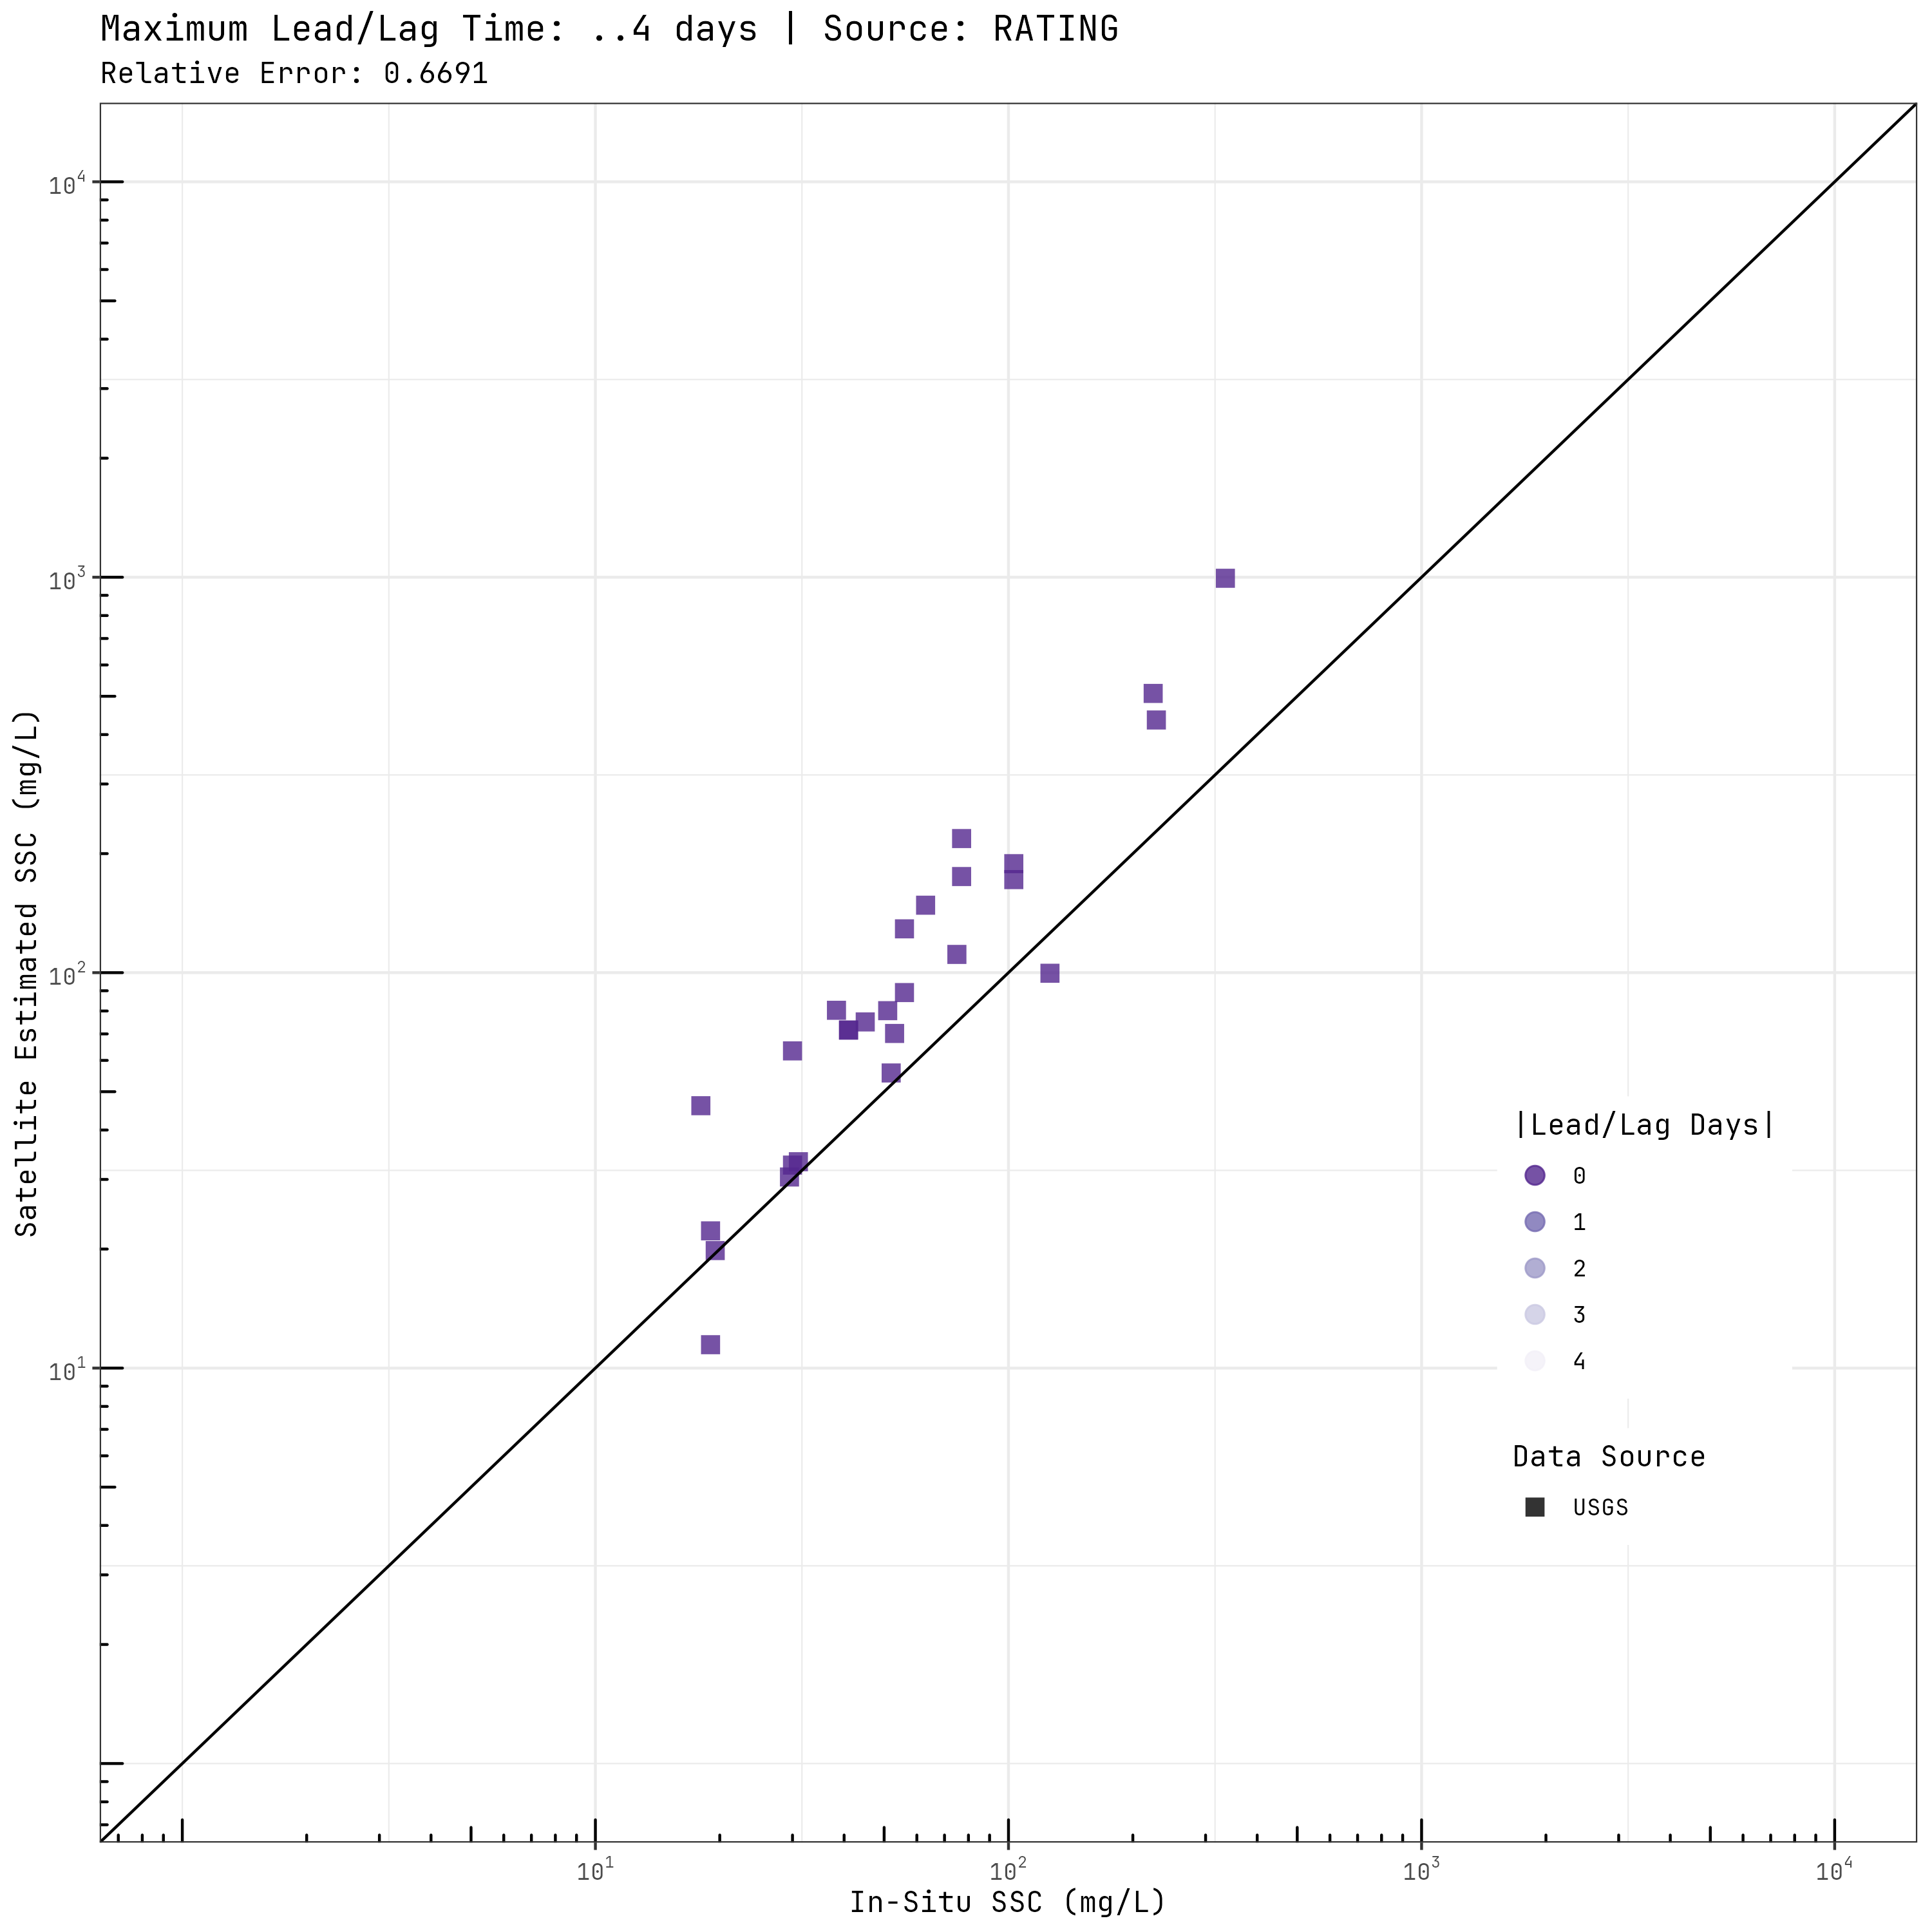 Maximum Lead/Lag Time: ..4 days | Source: RATING
Relative Error: 0.6691
Satellite Estimated SSC (mg/L)
10⁴
10³
10²
10¹
|Lead/Lag Days|
0
1
2
3
4
Data Source
USGS
10¹ 10² 10³ 10⁴
In-Situ SSC (mg/L)